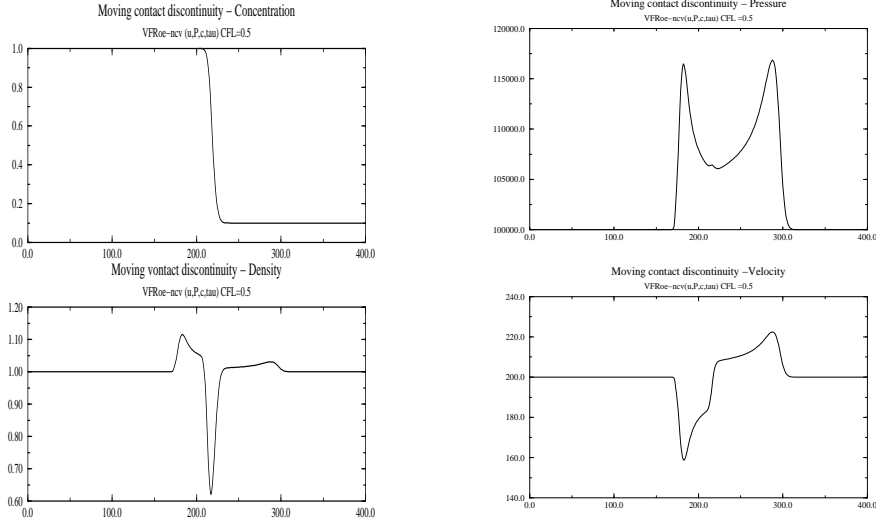 Moving contact discontinuity – Concentration
VFRoe–ncv (u,P,c,tau) CFL=0.5
1.0
0.8
0.6
0.4
0.2
0.0
0.0 100.0 200.0 300.0 400.0
Moving contact discontinuity – Pressure
VFRoe–ncv(u,P,c,tau) CFL =0.5
120000.0
115000.0
110000.0
105000.0
100000.0
0.0 100.0 200.0 300.0 400.0
Moving vontact discontinuity – Density
VFRoe–ncv (u,P,c,tau) CFL=0.5
1.20
1.10
1.00
0.90
0.80
0.70
0.60
0.0 100.0 200.0 300.0 400.0
Moving contact discontinuity –Velocity
VFRoe–ncv(u,P,c,tau) CFL =0.5
240.0
220.0
200.0
180.0
160.0
140.0
0.0 100.0 200.0 300.0 400.0